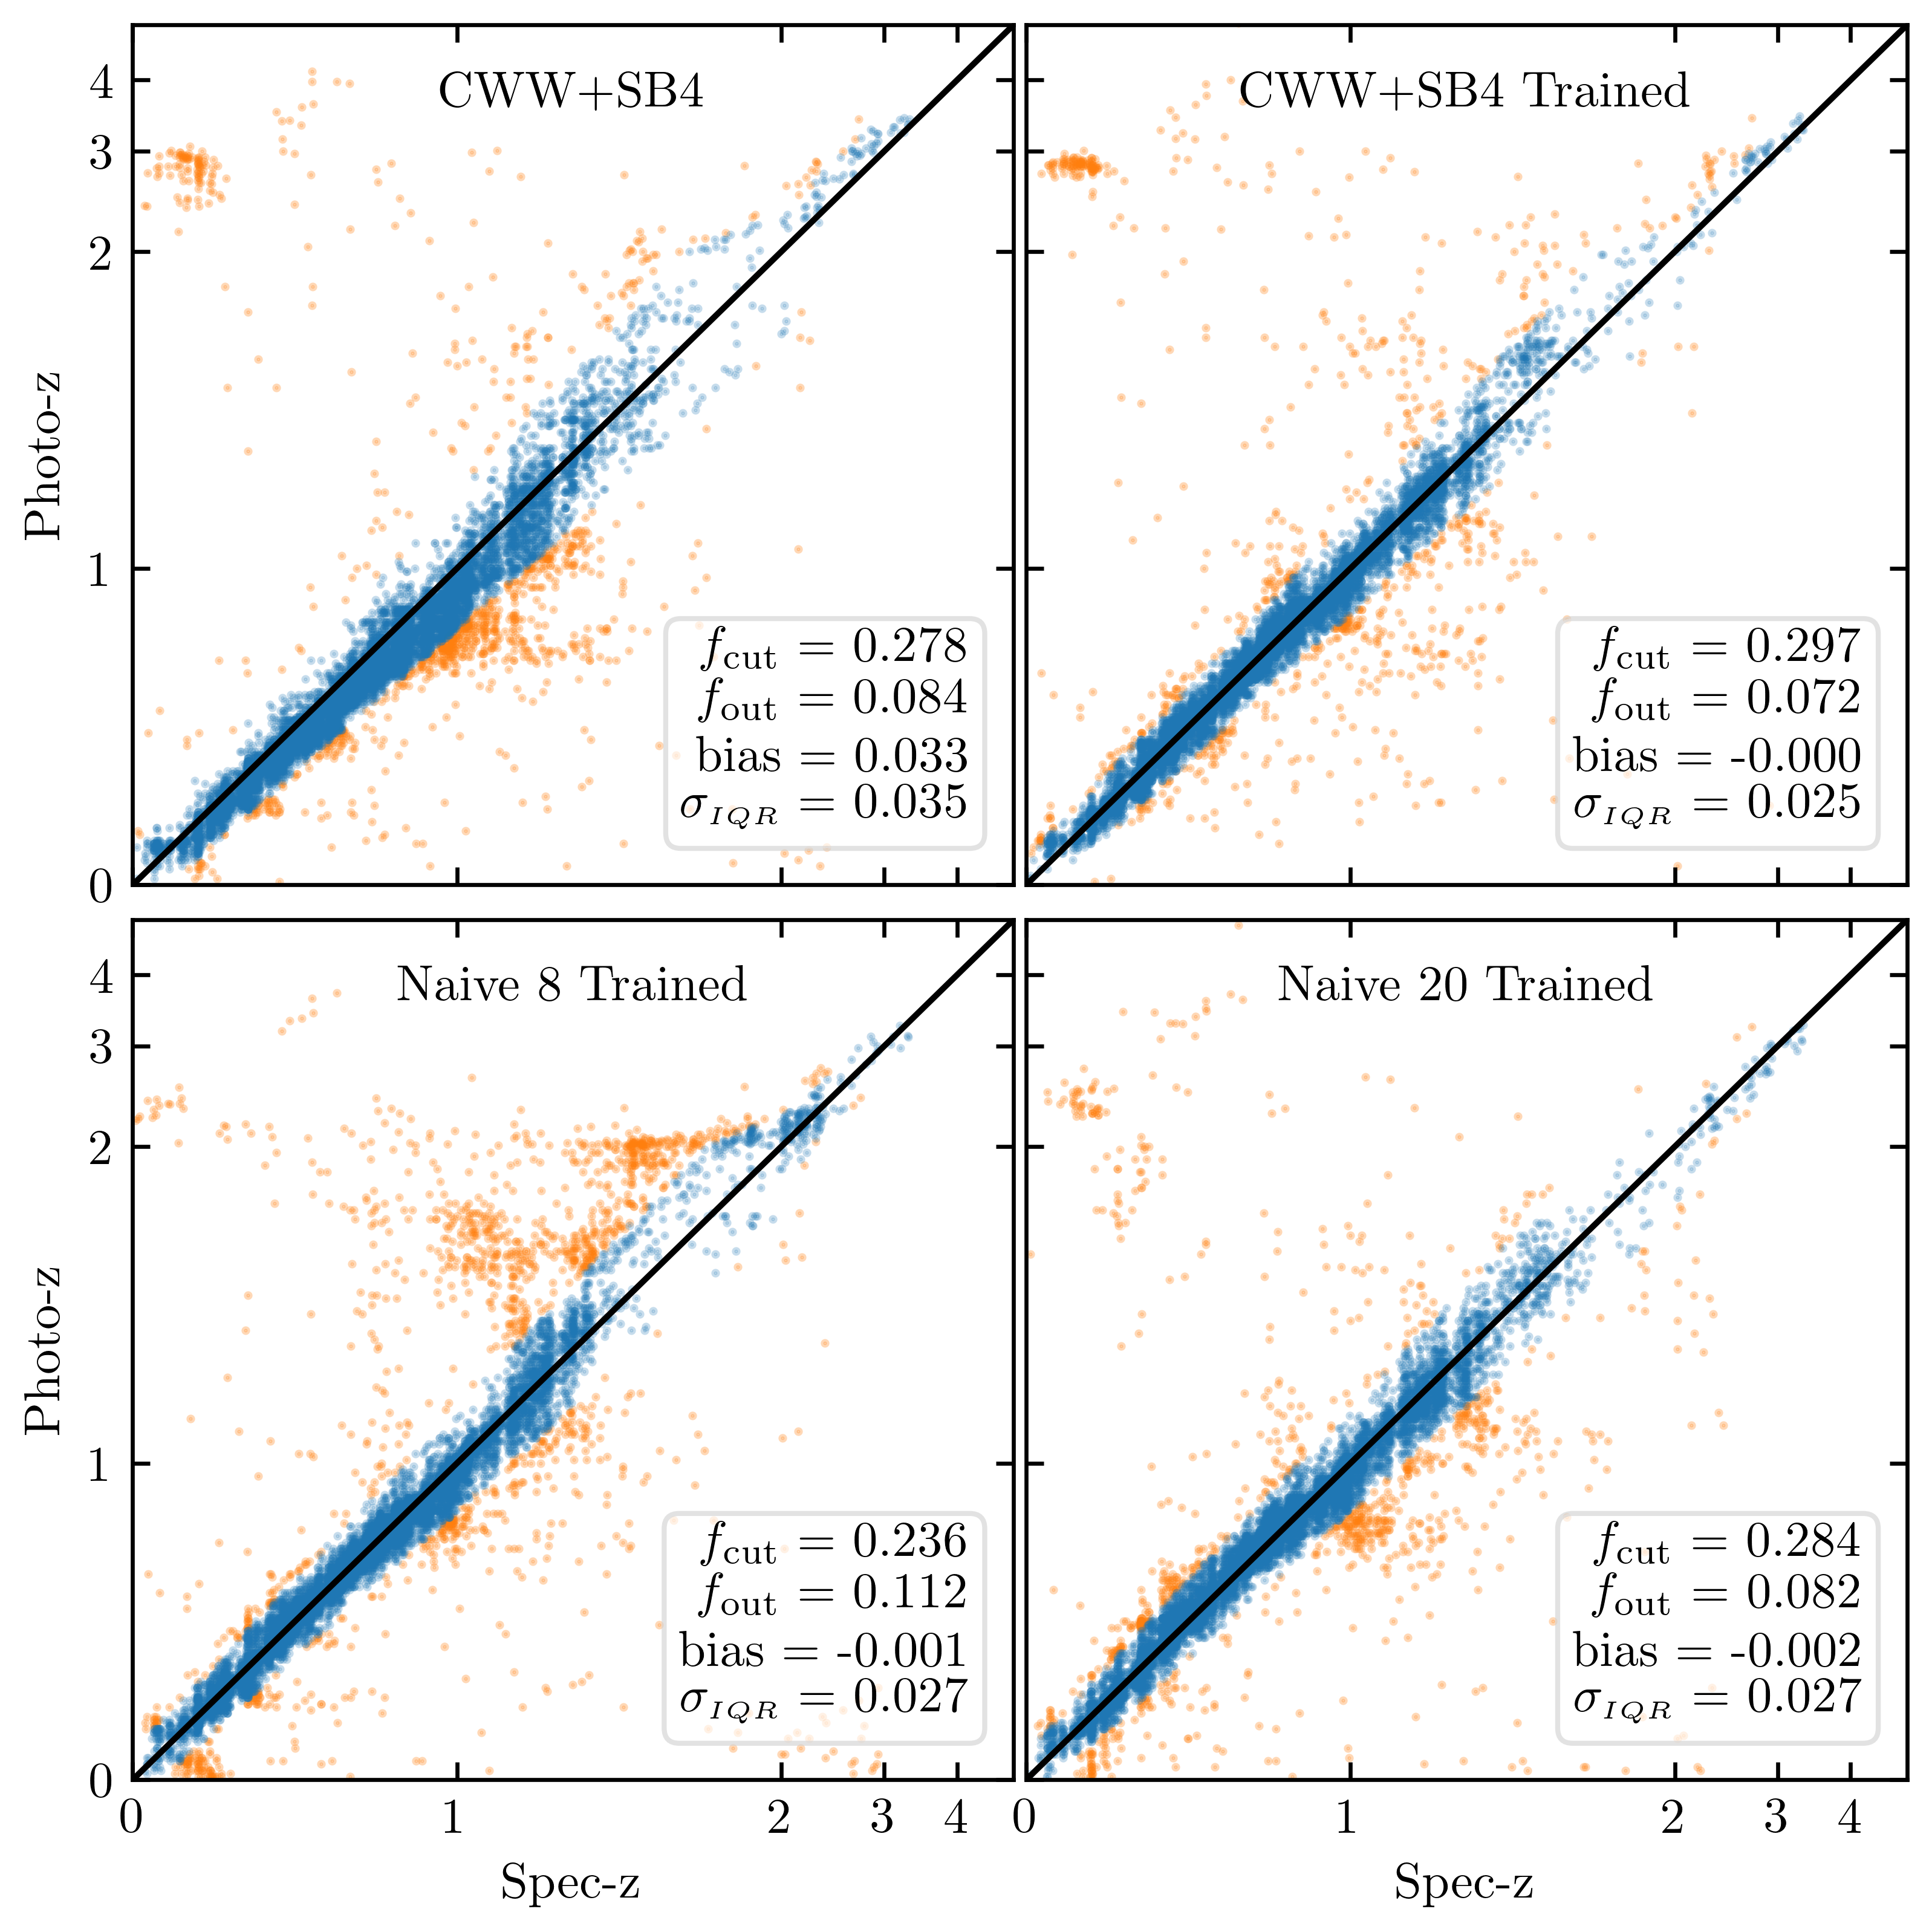 CWW+SB4
4
3
2
1
0
Photo-z
f_cut = 0.278
f_out = 0.084
bias = 0.033
σ_IQR = 0.035
CWW+SB4 Trained
f_cut = 0.297
f_out = 0.072
bias = -0.000
σ_IQR = 0.025
Naive 8 Trained
4
3
2
1
0
Photo-z
f_cut = 0.236
f_out = 0.112
bias = -0.001
σ_IQR = 0.027
0 1 2 3 4
Spec-z
Naive 20 Trained
f_cut = 0.284
f_out = 0.082
bias = -0.002
σ_IQR = 0.027
0 1 2 3 4
Spec-z